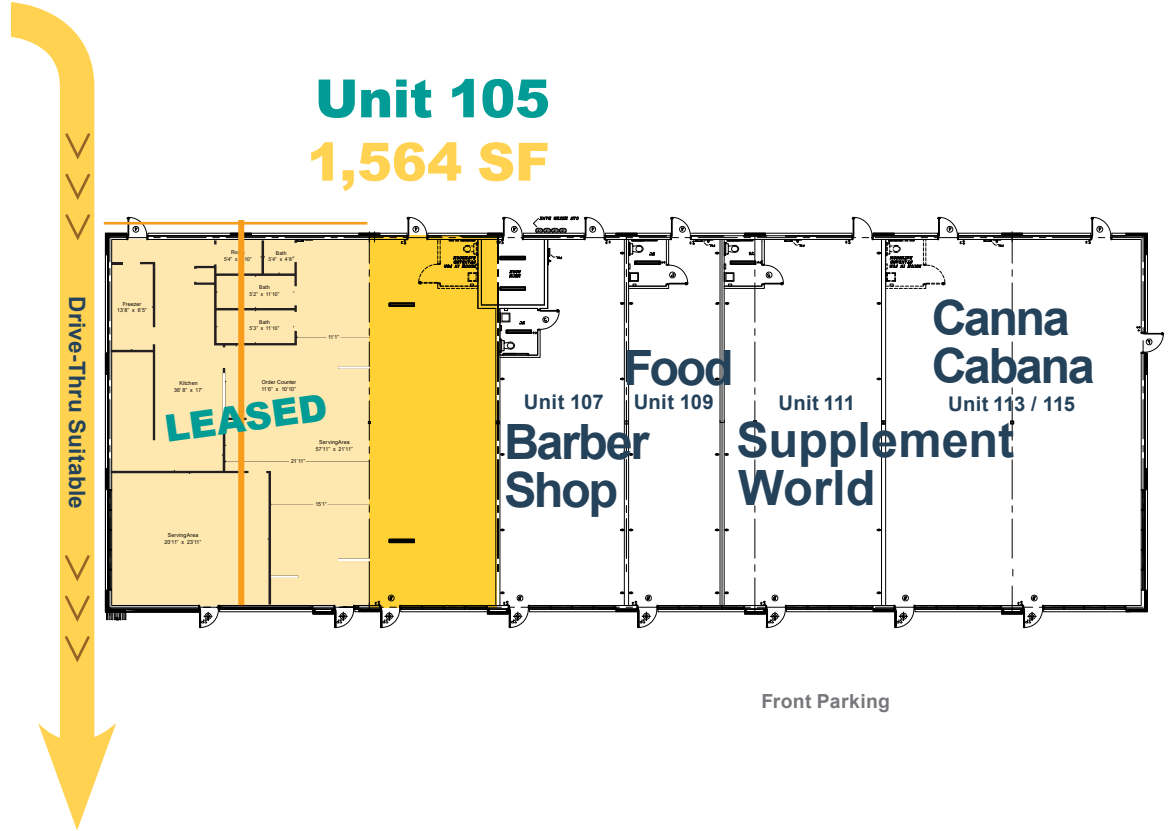 Unit 105
1,564 SF
Drive-Thru Suitable
Bath
5'4" x 4'8"
Bath
5'2" x 11'10"
Bath
5'3" x 11'10"
Freezer
13'8" x 6'5"
11'1"
Kitchen
36' 8" x 17'
Order Counter
11'6" x 10'10"
LEASED
ServingArea
57'11" x 21'11"
21'11"
15'1"
ServingArea
20'11" x 23'11"
Unit 107
Barber
Shop
Food
Unit 109
Unit 111
Supplement
World
Canna
Cabana
Unit 113 / 115
Front Parking